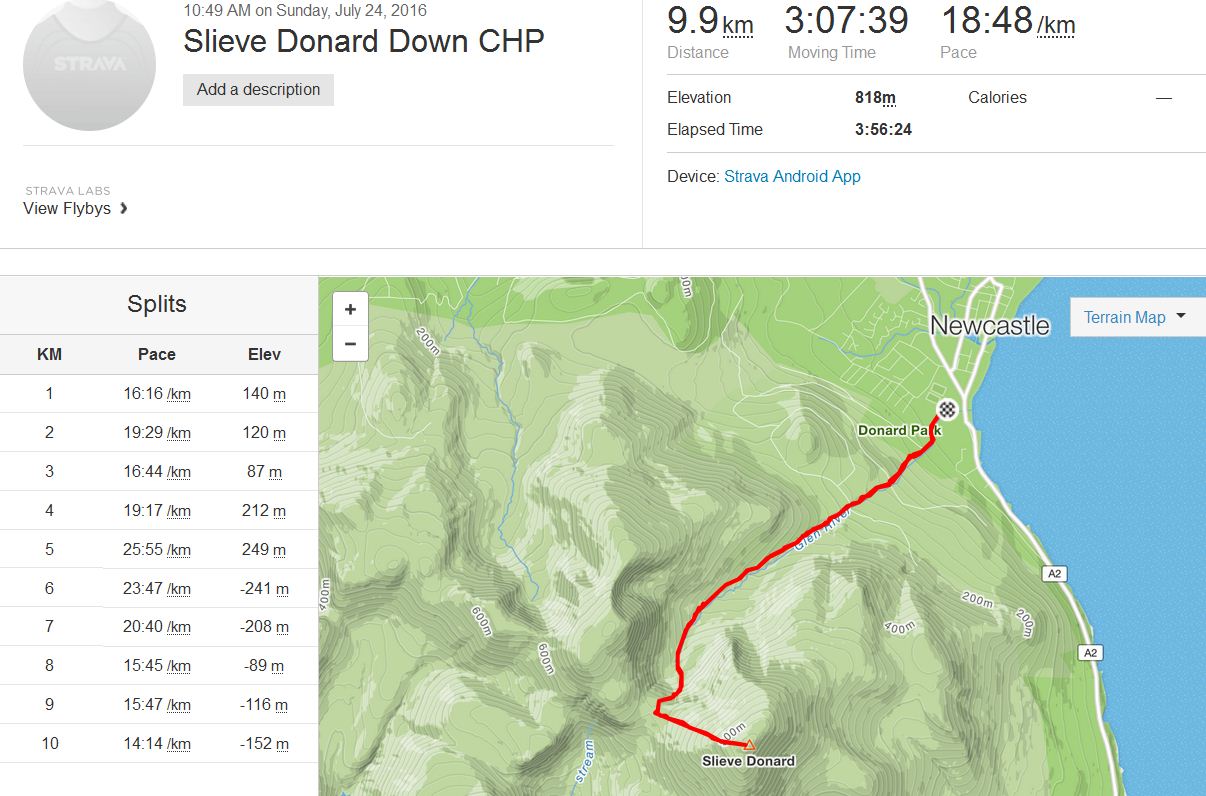 10:49 AM on Sunday, July 24, 2016
Slieve Donard Down CHP
STRAVA
Add a description
STRAVA LABS
View Flybys
9.9km 3:07:39 18:48/km
Distance Moving Time Pace
Elevation 818m Calories —
Elapsed Time 3:56:24
Device: Strava Android App
Splits
KM Pace Elev
1 16:16 /km 140 m
2 19:29 /km 120 m
3 16:44 /km 87 m
4 19:17 /km 212 m
5 25:55 /km 249 m
6 23:47 /km -241 m
7 20:40 /km -208 m
8 15:45 /km -89 m
9 15:47 /km -116 m
10 14:14 /km -152 m
+
−
Terrain Map
Newcastle
200m
Donard Park
Glen River
A2
400m
200m
200m
400m
600m
600m
A2
Slieve Donard
stream